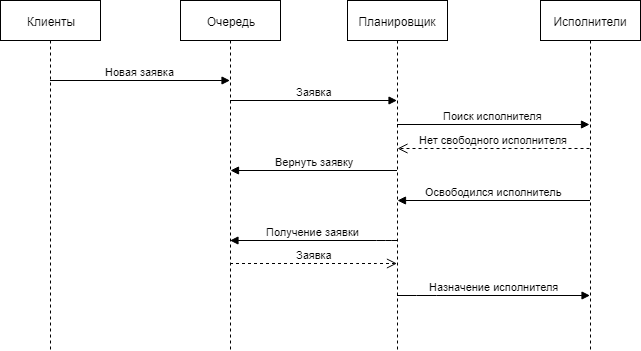 Клиенты
Очередь
Планировщик
Исполнители
Новая заявка
Заявка
Поиск исполнителя
Нет свободного исполнителя
Вернуть заявку
Освободился исполнитель
Получение заявки
Заявка
Назначение исполнителя